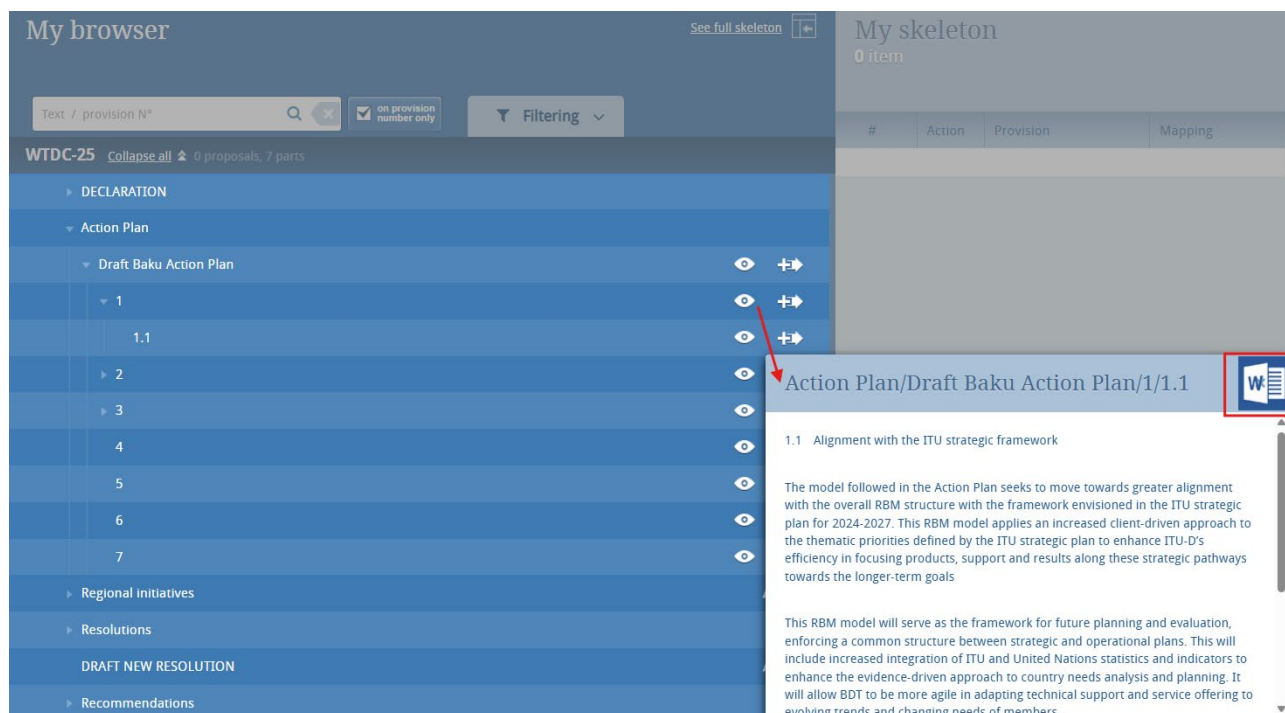 My browser
See full skeleton
Text / provision N°
on provision
number only
Filtering
WTDC-25 Collapse all 0 proposals, 7 parts
DECLARATION
Action Plan
Draft Baku Action Plan
1
1.1
2
3
4
5
6
7
Regional initiatives
Resolutions
DRAFT NEW RESOLUTION
Recommendations
My skeleton
0 item
# Action Provision Mapping
Action Plan/Draft Baku Action Plan/1/1.1
W
1.1 Alignment with the ITU strategic framework
The model followed in the Action Plan seeks to move towards greater alignment
with the overall RBM structure with the framework envisioned in the ITU strategic
plan for 2024-2027. This RBM model applies an increased client-driven approach to
the thematic priorities defined by the ITU strategic plan to enhance ITU-D's
efficiency in focusing products, support and results along these strategic pathways
towards the longer-term goals
This RBM model will serve as the framework for future planning and evaluation,
enforcing a common structure between strategic and operational plans. This will
include increased integration of ITU and United Nations statistics and indicators to
enhance the evidence-driven approach to country needs analysis and planning. It
will allow BDT to be more agile in adapting technical support and service offering to
evolving trends and changing needs of members